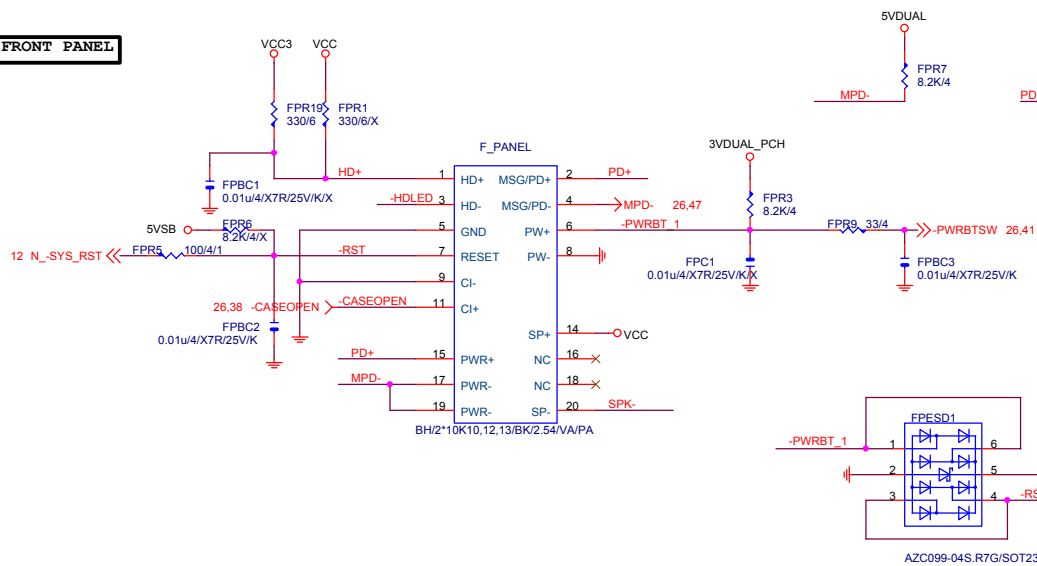 FRONT PANEL
VCC3
VCC
FPR19
330/6
FPR1
330/6/X
HD+
FPBC1
0.01u/4/X7R/25V/K/X
-HDLED
5VSB
FPR6
8.2K/4/X
12 N_-SYS_RST
FPR5
100/4/1
-RST
26,38 -CASEOPEN
-CASEOPEN
FPBC2
0.01u/4/X7R/25V/K
PD+
MPD-
F_PANEL
1 HD+ MSG/PD+ 2
3 HD- MSG/PD- 4
5 GND PW+ 6
7 RESET PW- 8
9 CI-
11 CI+
SP+ 14
15 PWR+ NC 16
17 PWR- NC 18
19 PWR- SP- 20
BH/2*10K10,12,13/BK/2.54/VA/PA
PD+
MPD- 26,47
-PWRBT_1
VCC
SPK-
3VDUAL_PCH
FPR3
8.2K/4
FPC1
0.01u/4/X7R/25V/K/X
FPR9
33/4
-PWRBTSW 26,41
FPBC3
0.01u/4/X7R/25V/K
5VDUAL
FPR7
8.2K/4
MPD-
PD
FPESD1
-PWRBT_1
1 6
2 5
3 4
-RS
AZC099-04S.R7G/SOT23